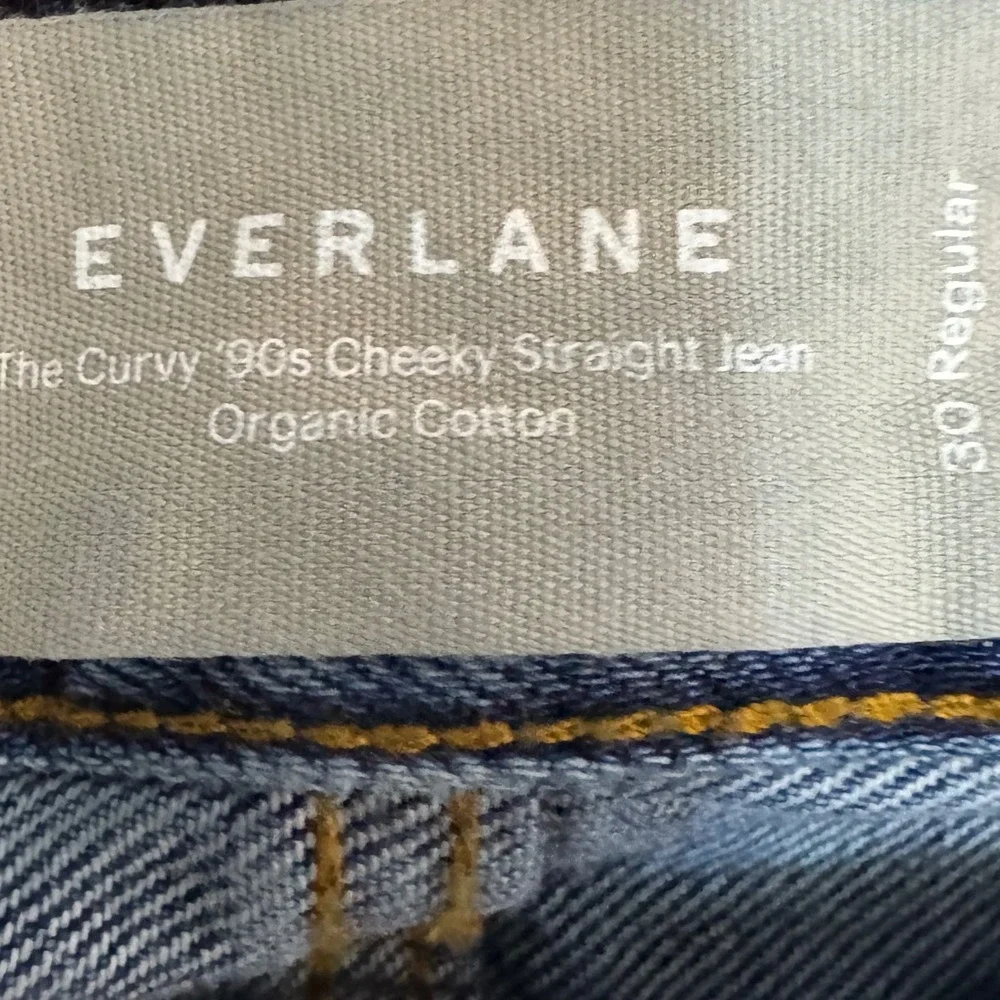 EVERLANE
The Curvy '90s Cheeky Straight Jean
Organic Cotton
30 Regular